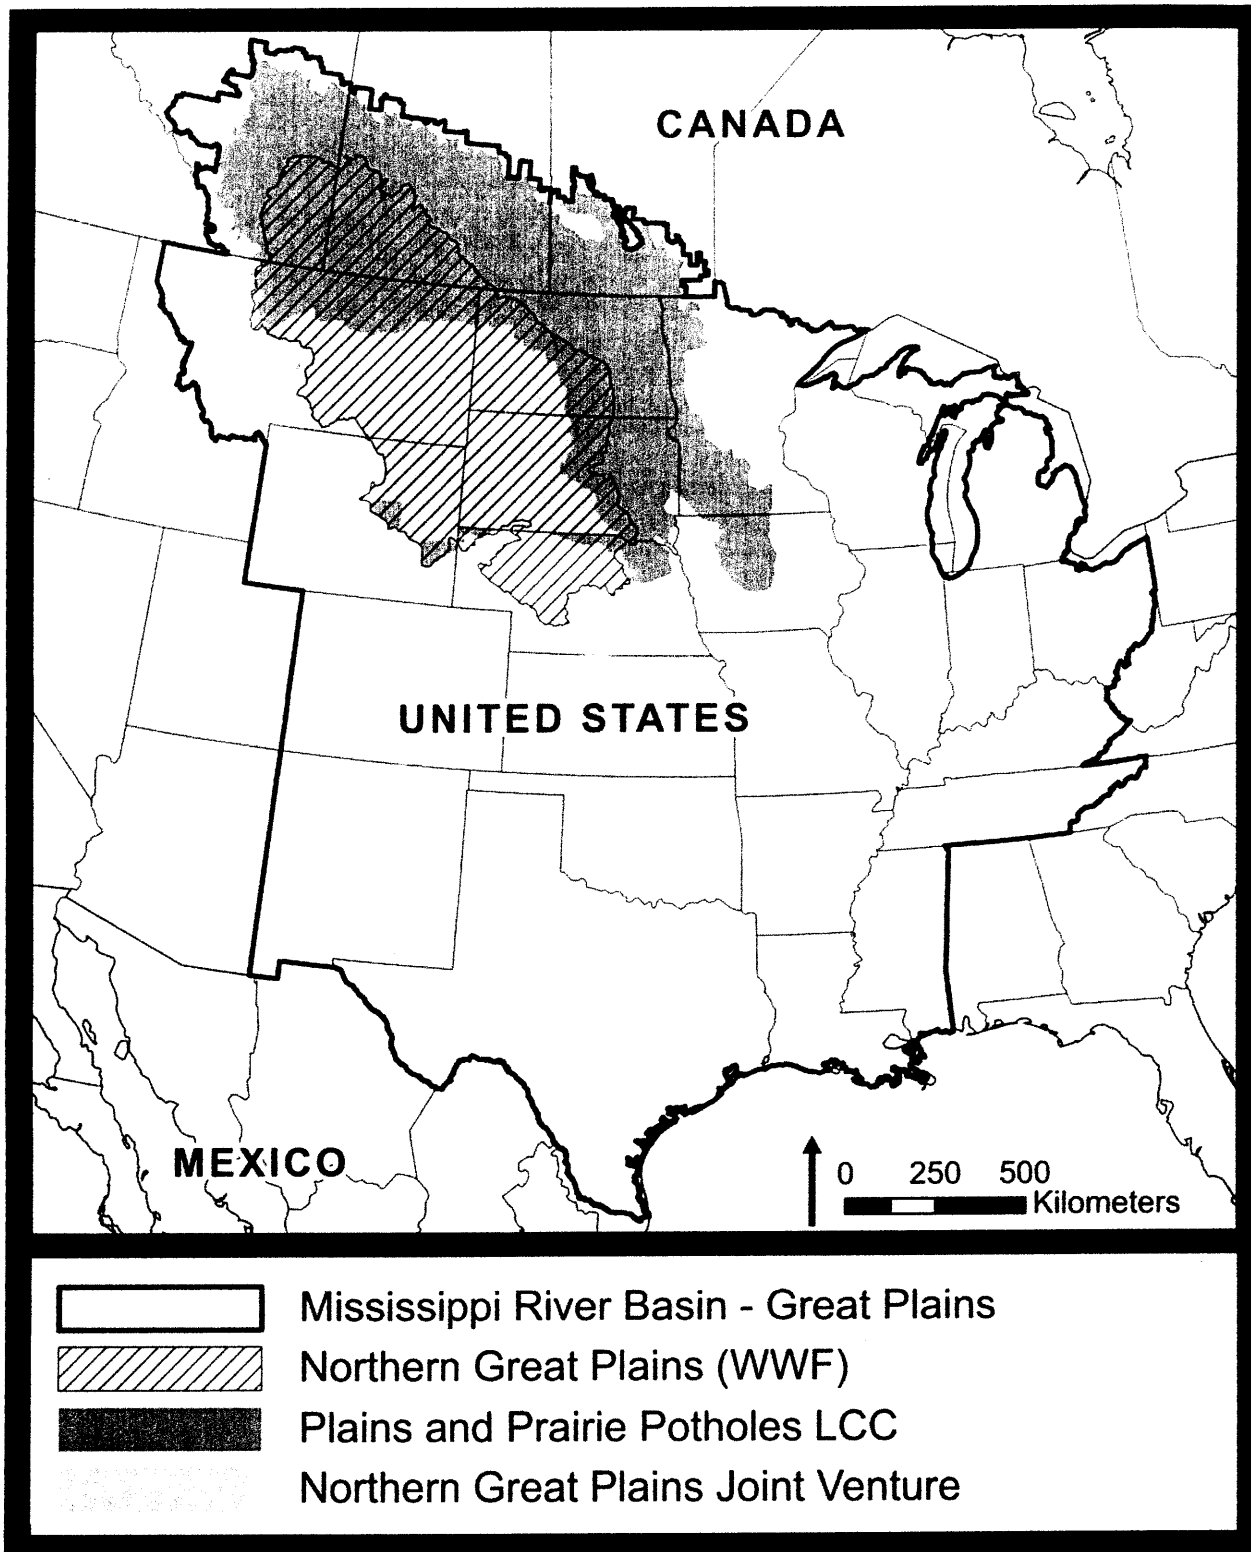 CANADA
UNITED STATES
MEXICO
0 250 500
Kilometers
Mississippi River Basin - Great Plains
Northern Great Plains (WWF)
Plains and Prairie Potholes LCC
Northern Great Plains Joint Venture